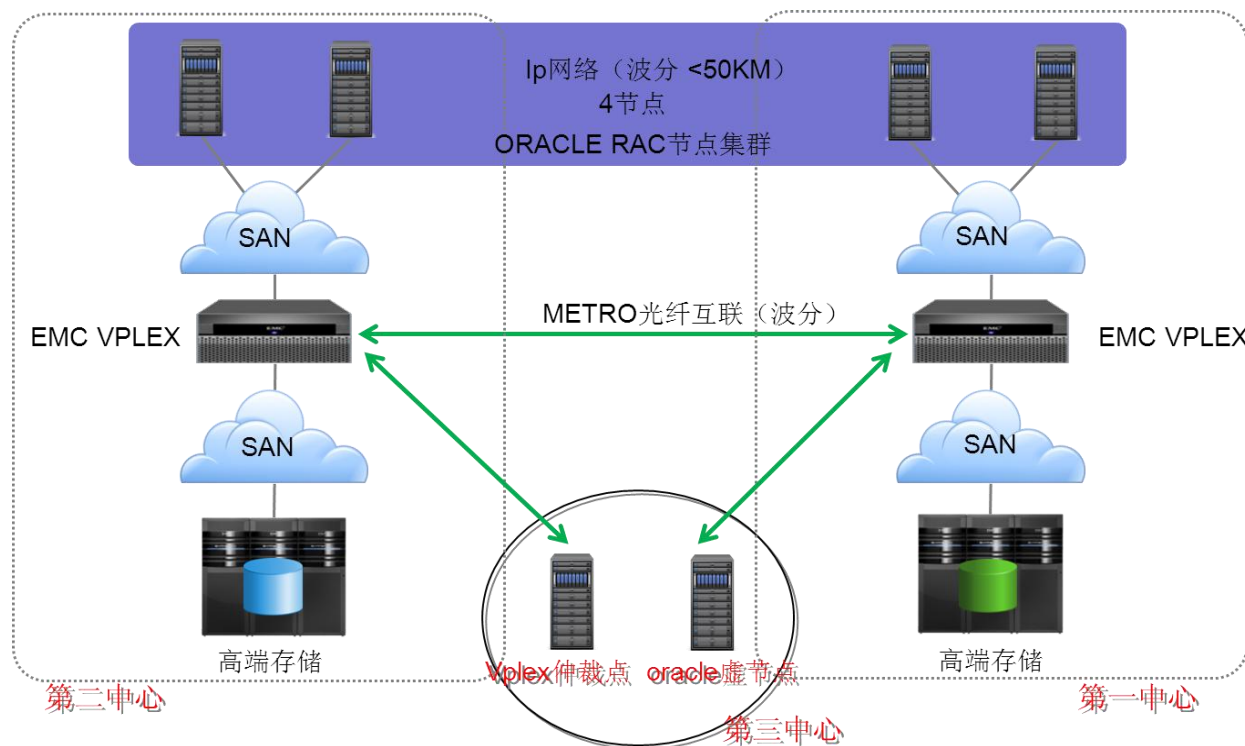 Ip网络（波分 <50KM）
4节点
ORACLE RAC节点集群
SAN
SAN
METRO光纤互联（波分）
EMC VPLEX
EMC VPLEX
SAN
SAN
高端存储
Vplex仲裁点
oracle虚节点
高端存储
第二中心
第三中心
第一中心